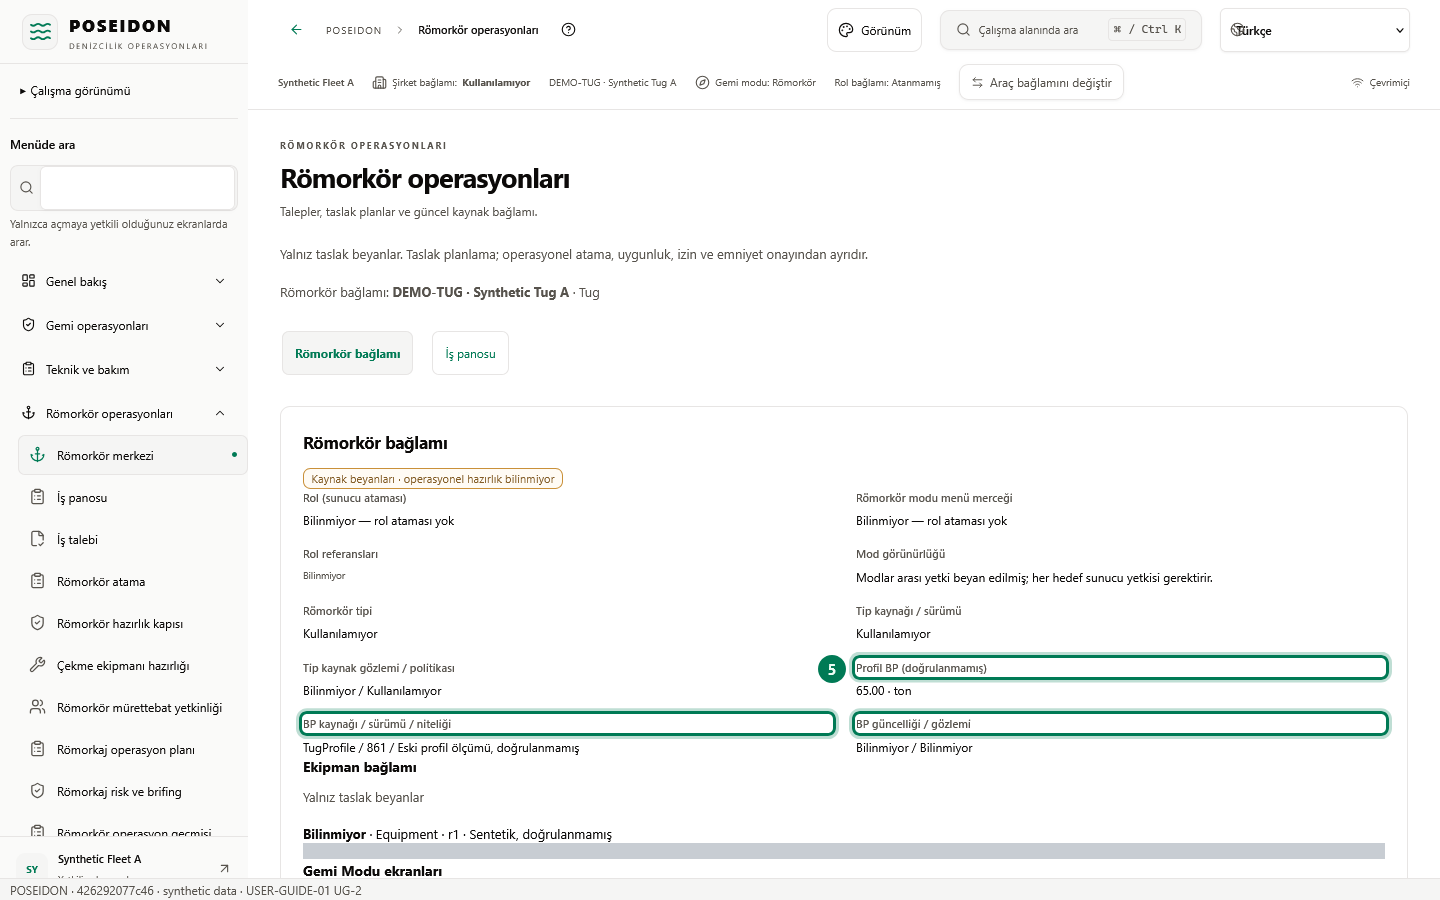 POSEIDON
DENİZCİLİK OPERASYONLARI
Çalışma görünümü
Menüde ara
Yalnızca açmaya yetkili olduğunuz ekranlarda
arar.
Genel bakış
Gemi operasyonları
Teknik ve bakım
Römorkör operasyonları
Römorkör merkezi
İş panosu
İş talebi
Römorkör atama
Römorkör hazırlık kapısı
Çekme ekipmanı hazırlığı
Römorkör mürettebat yetkinliği
Römorkaj operasyon planı
Römorkaj risk ve brifing
Römorkör operasyon geçmişi
SY
Synthetic Fleet A
POSEIDON
Römorkör operasyonları
Görünüm
Çalışma alanında ara
⌘ / Ctrl K
Türkçe
Synthetic Fleet A
Şirket bağlamı: Kullanılamıyor
DEMO-TUG · Synthetic Tug A
Gemi modu: Römorkör
Rol bağlamı: Atanmamış
Araç bağlamını değiştir
Çevrimiçi
RÖMORKÖR OPERASYONLARI
Römorkör operasyonları
Talepler, taslak planlar ve güncel kaynak bağlamı.
Yalnız taslak beyanlar. Taslak planlama; operasyonel atama, uygunluk, izin ve emniyet onayından ayrıdır.
Römorkör bağlamı: DEMO-TUG · Synthetic Tug A · Tug
Römorkör bağlamı
İş panosu
Römorkör bağlamı
Kaynak beyanları · operasyonel hazırlık bilinmiyor
Rol (sunucu ataması)
Bilinmiyor — rol ataması yok
Römorkör modu menü merceği
Bilinmiyor — rol ataması yok
Rol referansları
Bilinmiyor
Mod görünürlüğü
Modlar arası yetki beyan edilmiş; her hedef sunucu yetkisi gerektirir.
Römorkör tipi
Kullanılamıyor
Tip kaynağı / sürümü
Kullanılamıyor
Tip kaynak gözlemi / politikası
Bilinmiyor / Kullanılamıyor
5
Profil BP (doğrulanmamış)
65.00 · ton
BP kaynağı / sürümü / niteliği
TugProfile / 861 / Eski profil ölçümü, doğrulanmamış
BP güncelliği / gözlemi
Bilinmiyor / Bilinmiyor
Ekipman bağlamı
Yalnız taslak beyanlar
Bilinmiyor · Equipment · r1 · Sentetik, doğrulanmamış
Gemi Modu ekranları
POSEIDON · 426292077c46 · synthetic data · USER-GUIDE-01 UG-2